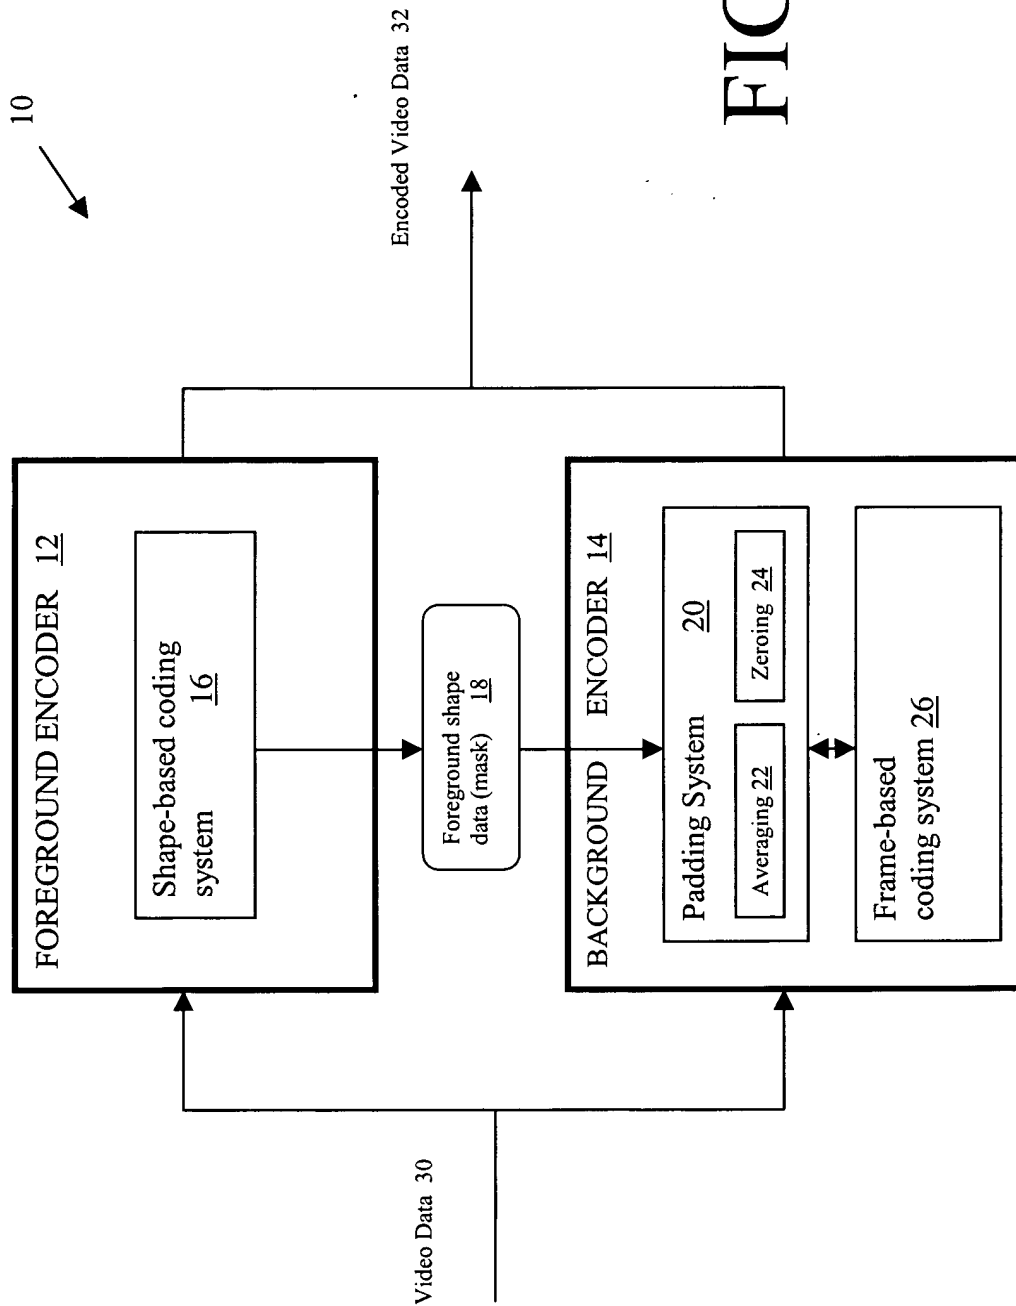 10
FOREGROUND ENCODER 12
Shape-based coding
system 16
Video Data 30
Encoded Video Data 32
Foreground shape
data (mask) 18
BACKGROUND ENCODER 14
Padding System 20
Averaging 22
Zeroing 24
Frame-based
coding system 26